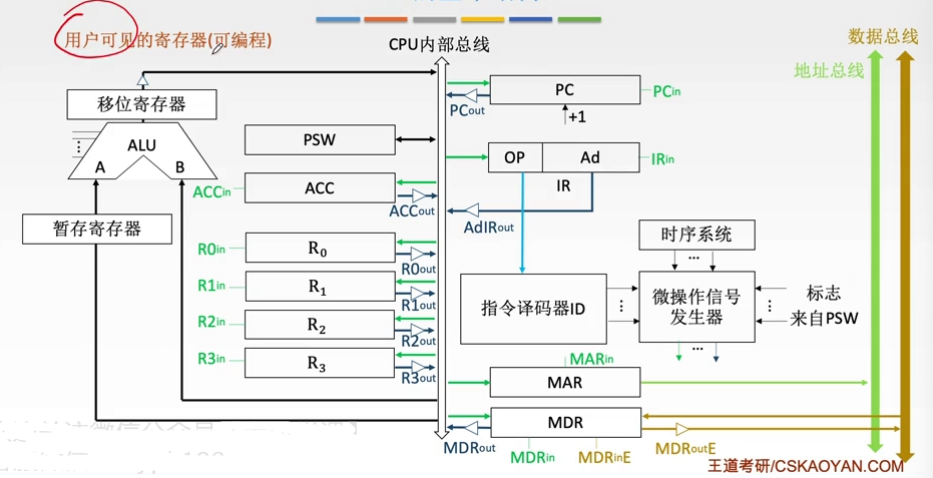 用户可见的寄存器(可编程)
CPU内部总线
数据总线
地址总线
移位寄存器
ALU
A
B
暂存寄存器
PSW
ACCin
ACC
ACCout
R0in
R0
R0out
R1in
R1
R1out
R2in
R2
R2out
R3in
R3
R3out
PC
PCin
PCout
+1
OP
Ad
IRin
IR
AdIRout
时序系统
...
指令译码器ID
⋮
微操作信号
发生器
⋮
标志
来自PSW
...
MARin
MAR
MDR
MDRout
MDRin
MDRinE
MDRoutE
王道考研/CSKAOYAN.COM